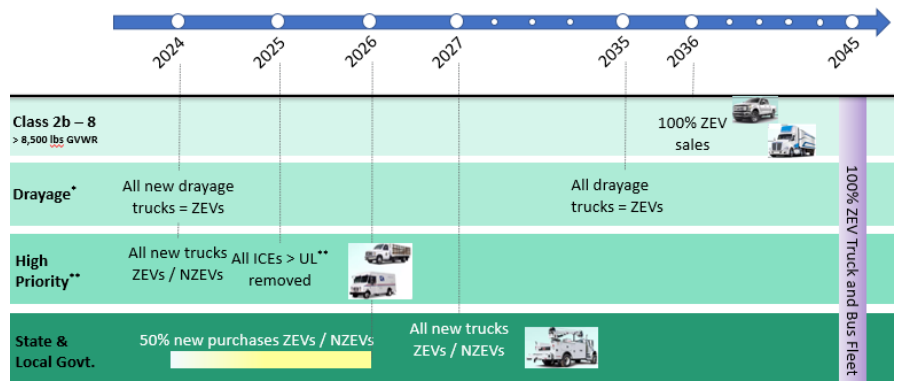 2024
2025
2026
2027
2035
2036
2045
Class 2b – 8
> 8,500 lbs GVWR
100% ZEV
sales
Drayage*
All new drayage
trucks = ZEVs
All drayage
trucks = ZEVs
High
Priority**
All new trucks
ZEVs / NZEVs
All ICEs > UL**
removed
State &
Local Govt.
50% new purchases ZEVs / NZEVs
All new trucks
ZEVs / NZEVs
100% ZEV Truck and Bus Fleet